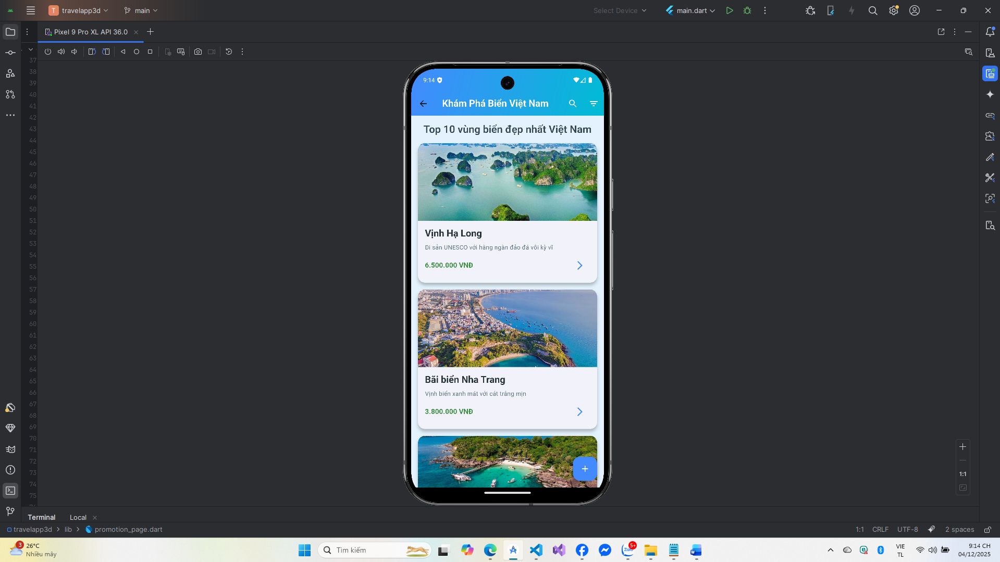 T travelapp3d main Select Device main.dart
Pixel 9 Pro XL API 36.0
37
38
39
40
41
42
43
44
45
46
47
48
49
50
51
52
53
54
55
56
57
58
59
60
61
62
63
64
65
66
67
68
69
70
71
72
73
74
75
9:14
Khám Phá Biển Việt Nam
Top 10 vùng biển đẹp nhất Việt Nam
Vịnh Hạ Long
Di sản UNESCO với hàng ngàn đảo đá vôi kỳ vĩ
6.500.000 VNĐ
Bãi biển Nha Trang
Vịnh biển xanh mát với cát trắng mịn
3.800.000 VNĐ
1:1
Terminal Local
travelapp3d lib promotion_page.dart 1:1 CRLF UTF-8 2 spaces
3
26°C
Nhiều mây
Tìm kiếm
Zalo
5+
VIE
TL
9:14 CH
04/12/2025